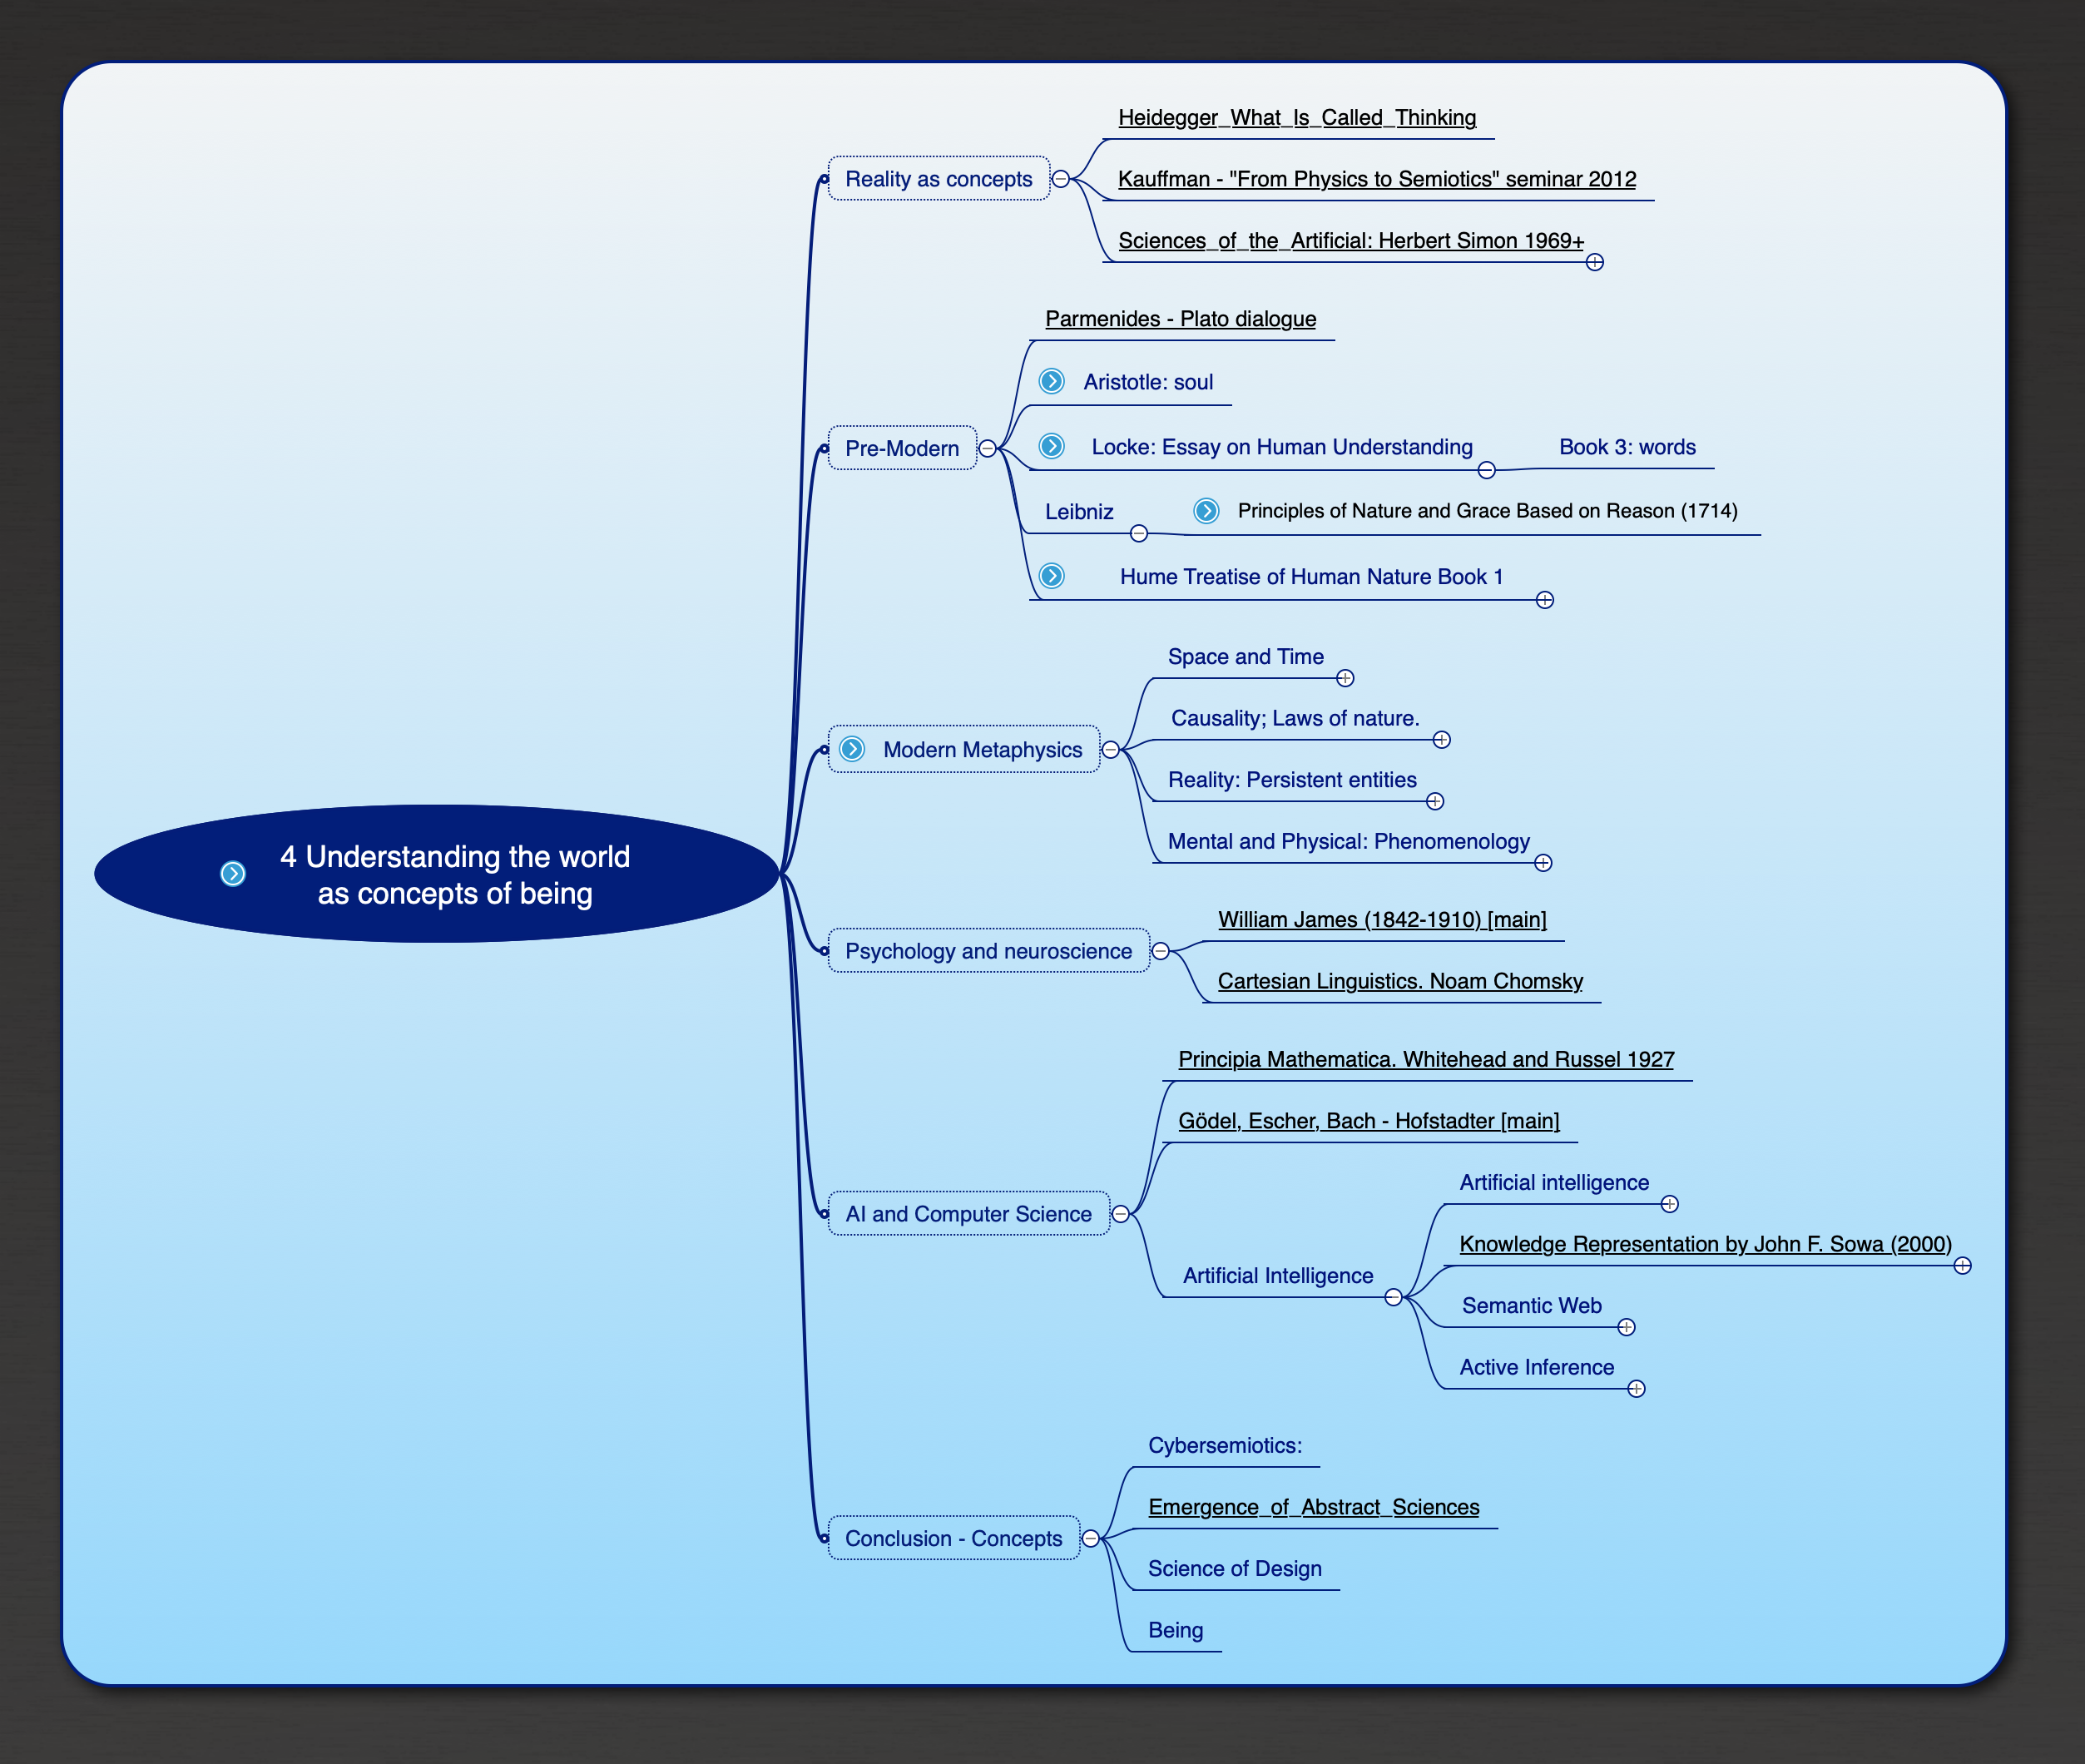 4 Understanding the world
as concepts of being
Reality as concepts
Heidegger_What_Is_Called_Thinking
Kauffman - "From Physics to Semiotics" seminar 2012
Sciences_of_the_Artificial: Herbert Simon 1969+
Pre-Modern
Parmenides - Plato dialogue
Aristotle: soul
Locke: Essay on Human Understanding
Book 3: words
Leibniz
Principles of Nature and Grace Based on Reason (1714)
Hume Treatise of Human Nature Book 1
Modern Metaphysics
Space and Time
Causality; Laws of nature.
Reality: Persistent entities
Mental and Physical: Phenomenology
Psychology and neuroscience
William James (1842-1910) [main]
Cartesian Linguistics. Noam Chomsky
AI and Computer Science
Principia Mathematica. Whitehead and Russel 1927
Gödel, Escher, Bach - Hofstadter [main]
Artificial Intelligence
Artificial intelligence
Knowledge Representation by John F. Sowa (2000)
Semantic Web
Active Inference
Conclusion - Concepts
Cybersemiotics:
Emergence_of_Abstract_Sciences
Science of Design
Being